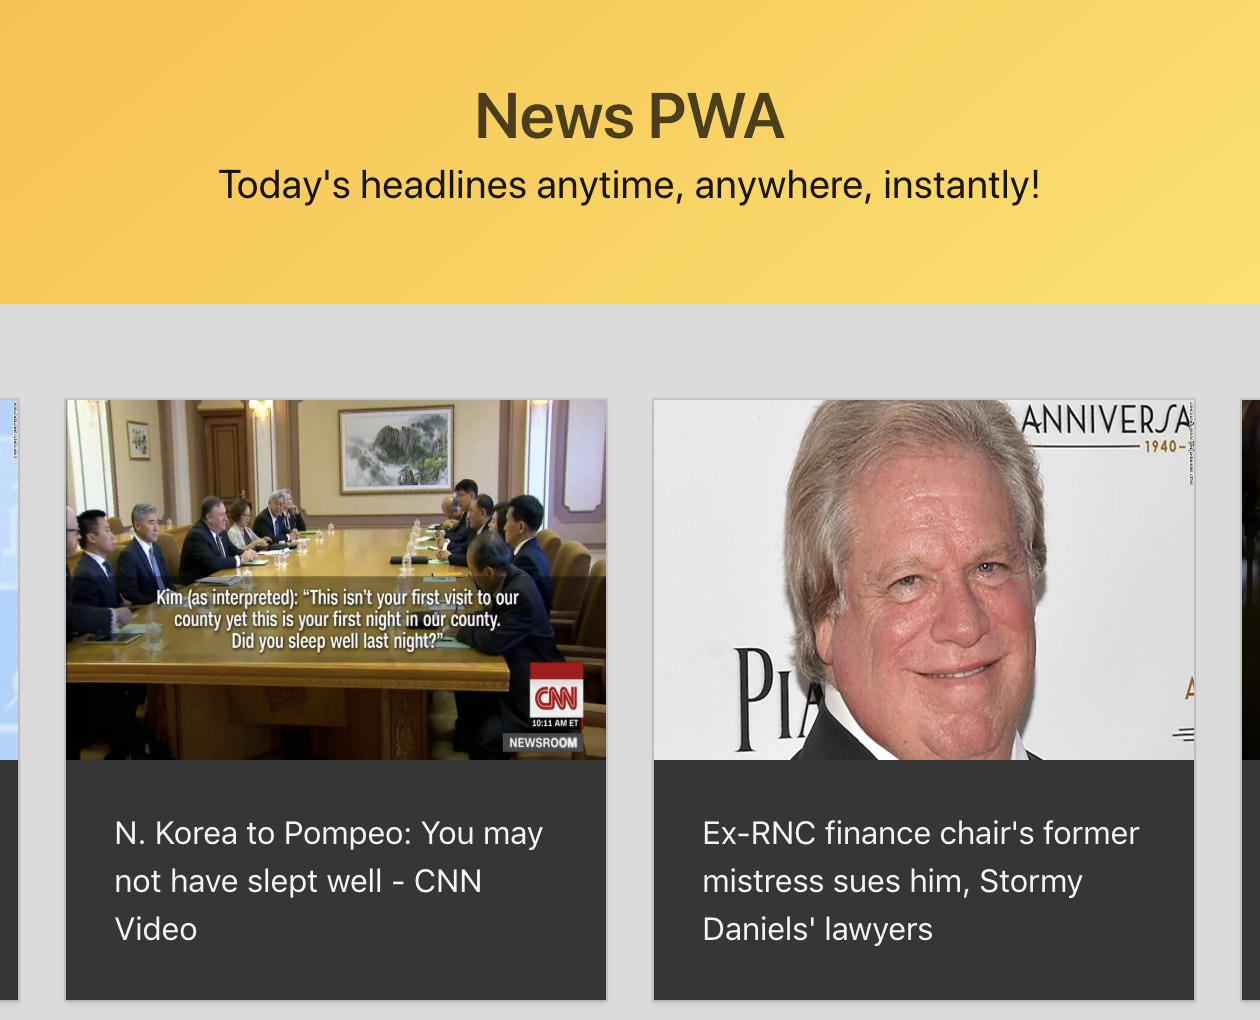 News PWA
Today's headlines anytime, anywhere, instantly!
Kim (as interpreted): “This isn't your first visit to our
county yet this is your first night in our county.
Did you sleep well last night?”
CNN
10:11 AM ET
NEWSROOM
N. Korea to Pompeo: You may
not have slept well - CNN
Video
ANNIVERSA
1940-
PIA
Ex-RNC finance chair's former
mistress sues him, Stormy
Daniels' lawyers